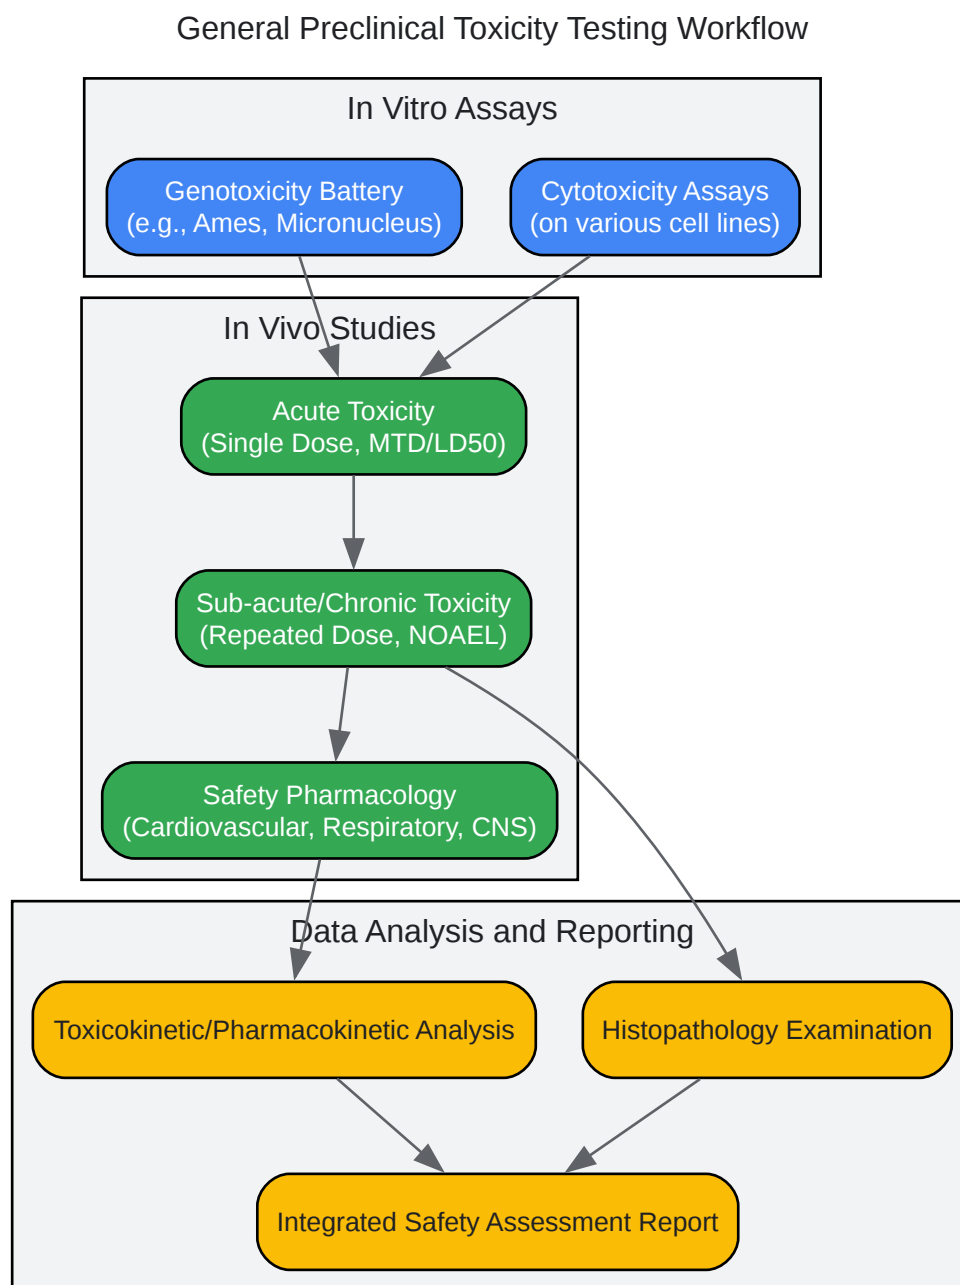 General Preclinical Toxicity Testing Workflow
In Vitro Assays
Genotoxicity Battery
(e.g., Ames, Micronucleus)
Cytotoxicity Assays
(on various cell lines)
In Vivo Studies
Acute Toxicity
(Single Dose, MTD/LD50)
Sub-acute/Chronic Toxicity
(Repeated Dose, NOAEL)
Safety Pharmacology
(Cardiovascular, Respiratory, CNS)
Data Analysis and Reporting
Toxicokinetic/Pharmacokinetic Analysis
Histopathology Examination
Integrated Safety Assessment Report